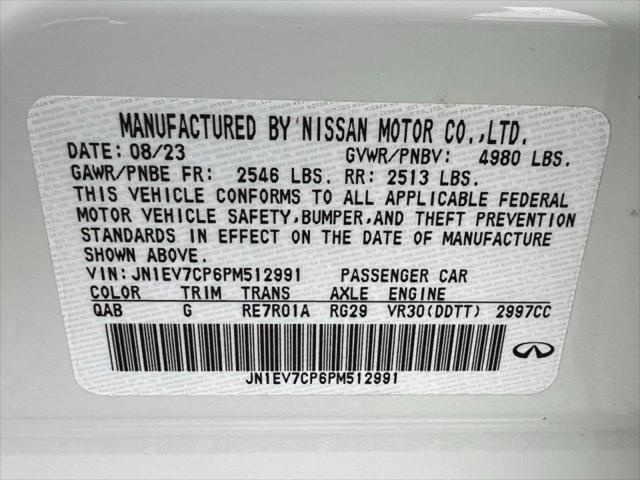 MANUFACTURED BY NISSAN MOTOR CO.,LTD.
DATE: 08/23 GVWR/PNBV: 4980 LBS.
GAWR/PNBE FR: 2546 LBS. RR: 2513 LBS.
THIS VEHICLE CONFORMS TO ALL APPLICABLE FEDERAL
MOTOR VEHICLE SAFETY,BUMPER,AND THEFT PREVENTION
STANDARDS IN EFFECT ON THE DATE OF MANUFACTURE
SHOWN ABOVE.
VIN:JN1EV7CP6PM512991 PASSENGER CAR
COLOR TRIM TRANS AXLE ENGINE
QAB G RE7R01A RG29 VR30(DDTT) 2997CC
JN1EV7CP6PM512991